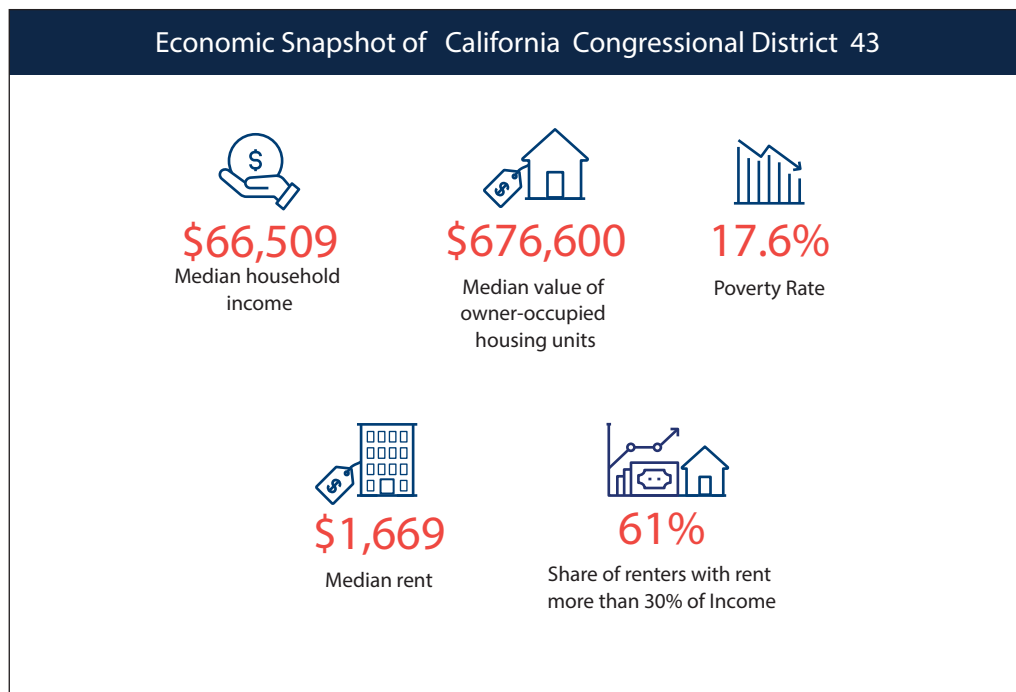 Economic Snapshot of California Congressional District 43
$
$66,509
Median household
income
$
$676,600
Median value of
owner-occupied
housing units
17.6%
Poverty Rate
$
$1,669
Median rent
61%
Share of renters with rent
more than 30% of Income